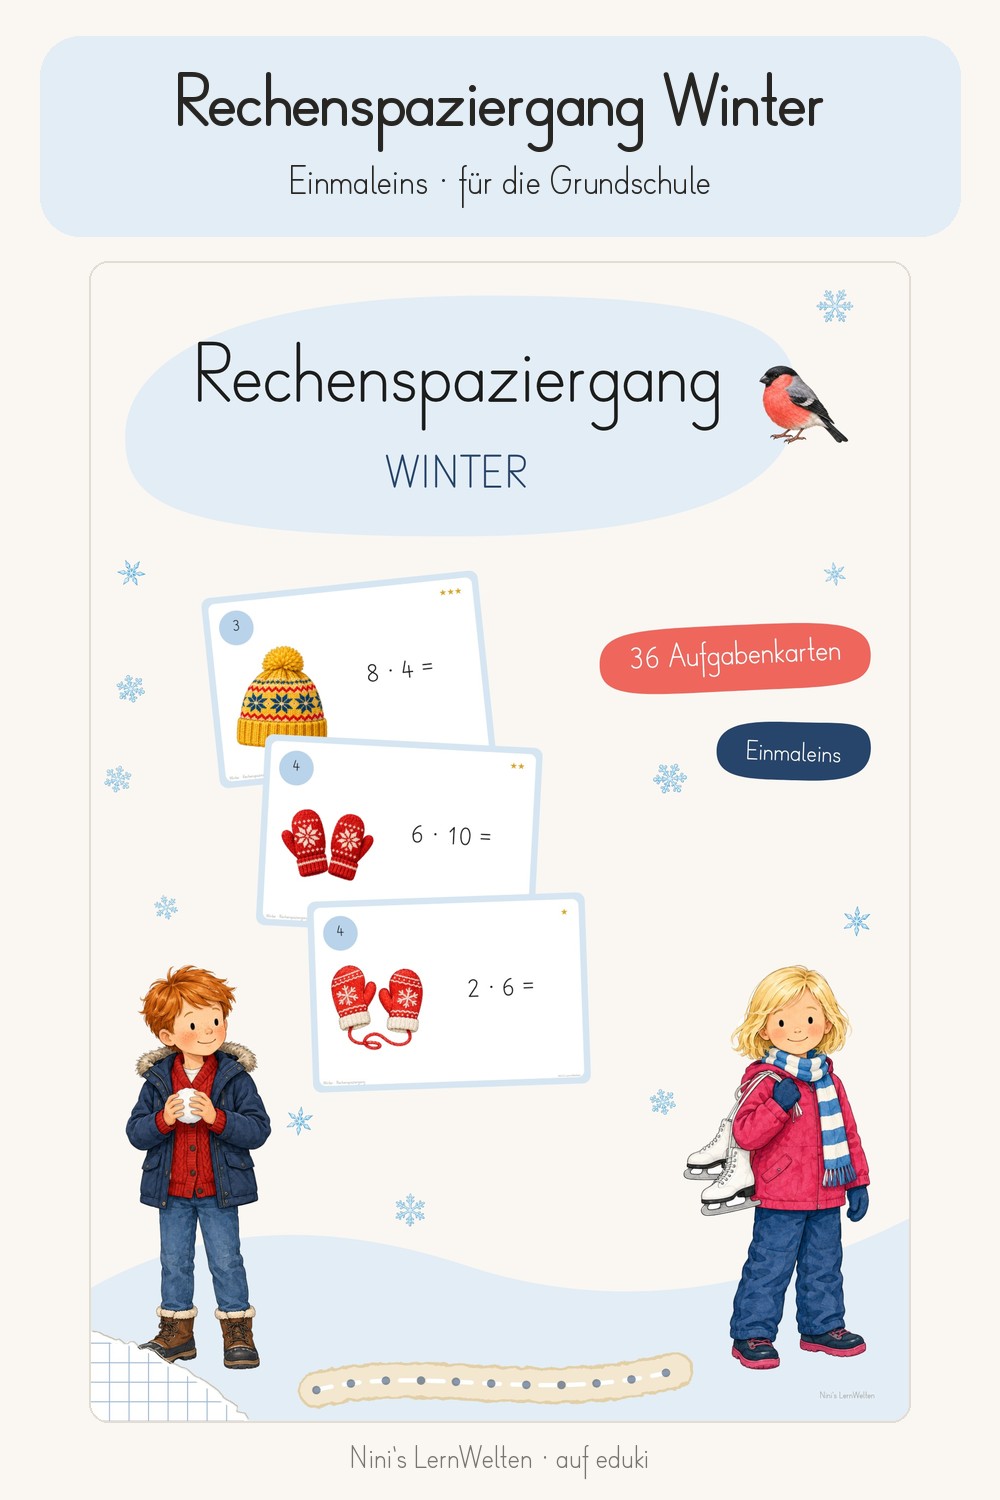 Rechenspaziergang Winter
Einmaleins · für die Grundschule
Rechenspaziergang
WINTER
3
★★★
8 · 4 =
36 Aufgabenkarten
Einmaleins
4
★★
6 · 10 =
4
★
2 · 6 =
Nini's LernWelten
Nini's LernWelten · auf eduki